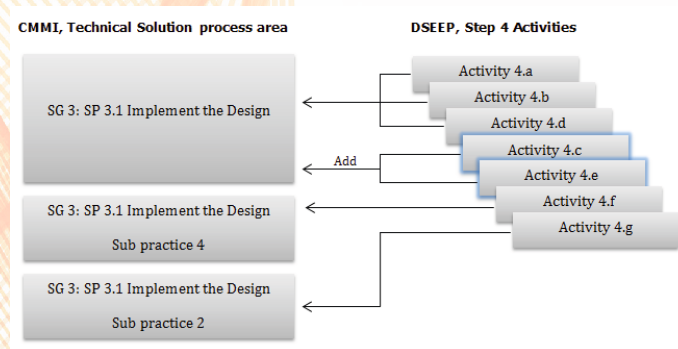 CMMI, Technical Solution process area
DSEEP, Step 4 Activities
SG 3: SP 3.1 Implement the Design
Activity 4.a
Activity 4.b
Activity 4.d
Add
Activity 4.c
Activity 4.e
SG 3: SP 3.1 Implement the Design
Sub practice 4
Activity 4.f
Activity 4.g
SG 3: SP 3.1 Implement the Design
Sub practice 2